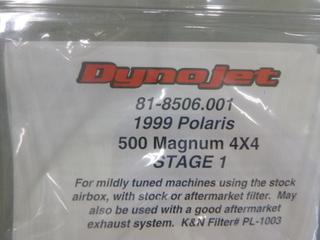 Dynojet
81-8506.001
1999 Polaris
500 Magnum 4X4
STAGE 1
For mildly tuned machines using the stock
airbox, with stock or aftermarket filter. May
also be used with a good aftermarket
exhaust system. K&N Filter# PL-1003